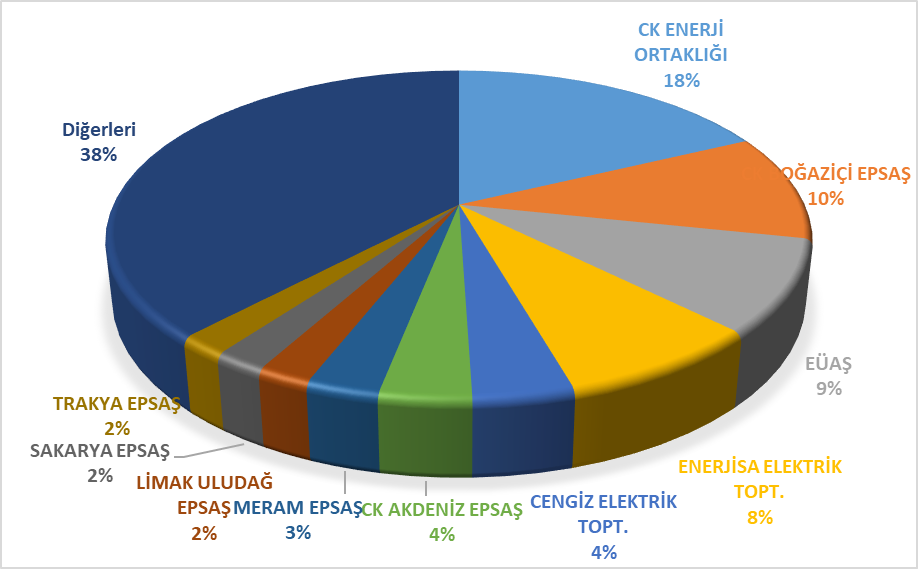 CK ENERJİ
ORTAKLIĞI
18%
OĞAZİÇİ EPSAŞ
10%
EÜAŞ
9%
ENERJİSA ELEKTRİK
TOPT.
8%
CENGİZ ELEKTRİK
TOPT.
4%
CK AKDENİZ EPSAŞ
4%
MERAM EPSAŞ
3%
LİMAK ULUDAĞ
EPSAŞ
2%
SAKARYA EPSAŞ
2%
TRAKYA EPSAŞ
2%
Diğerleri
38%